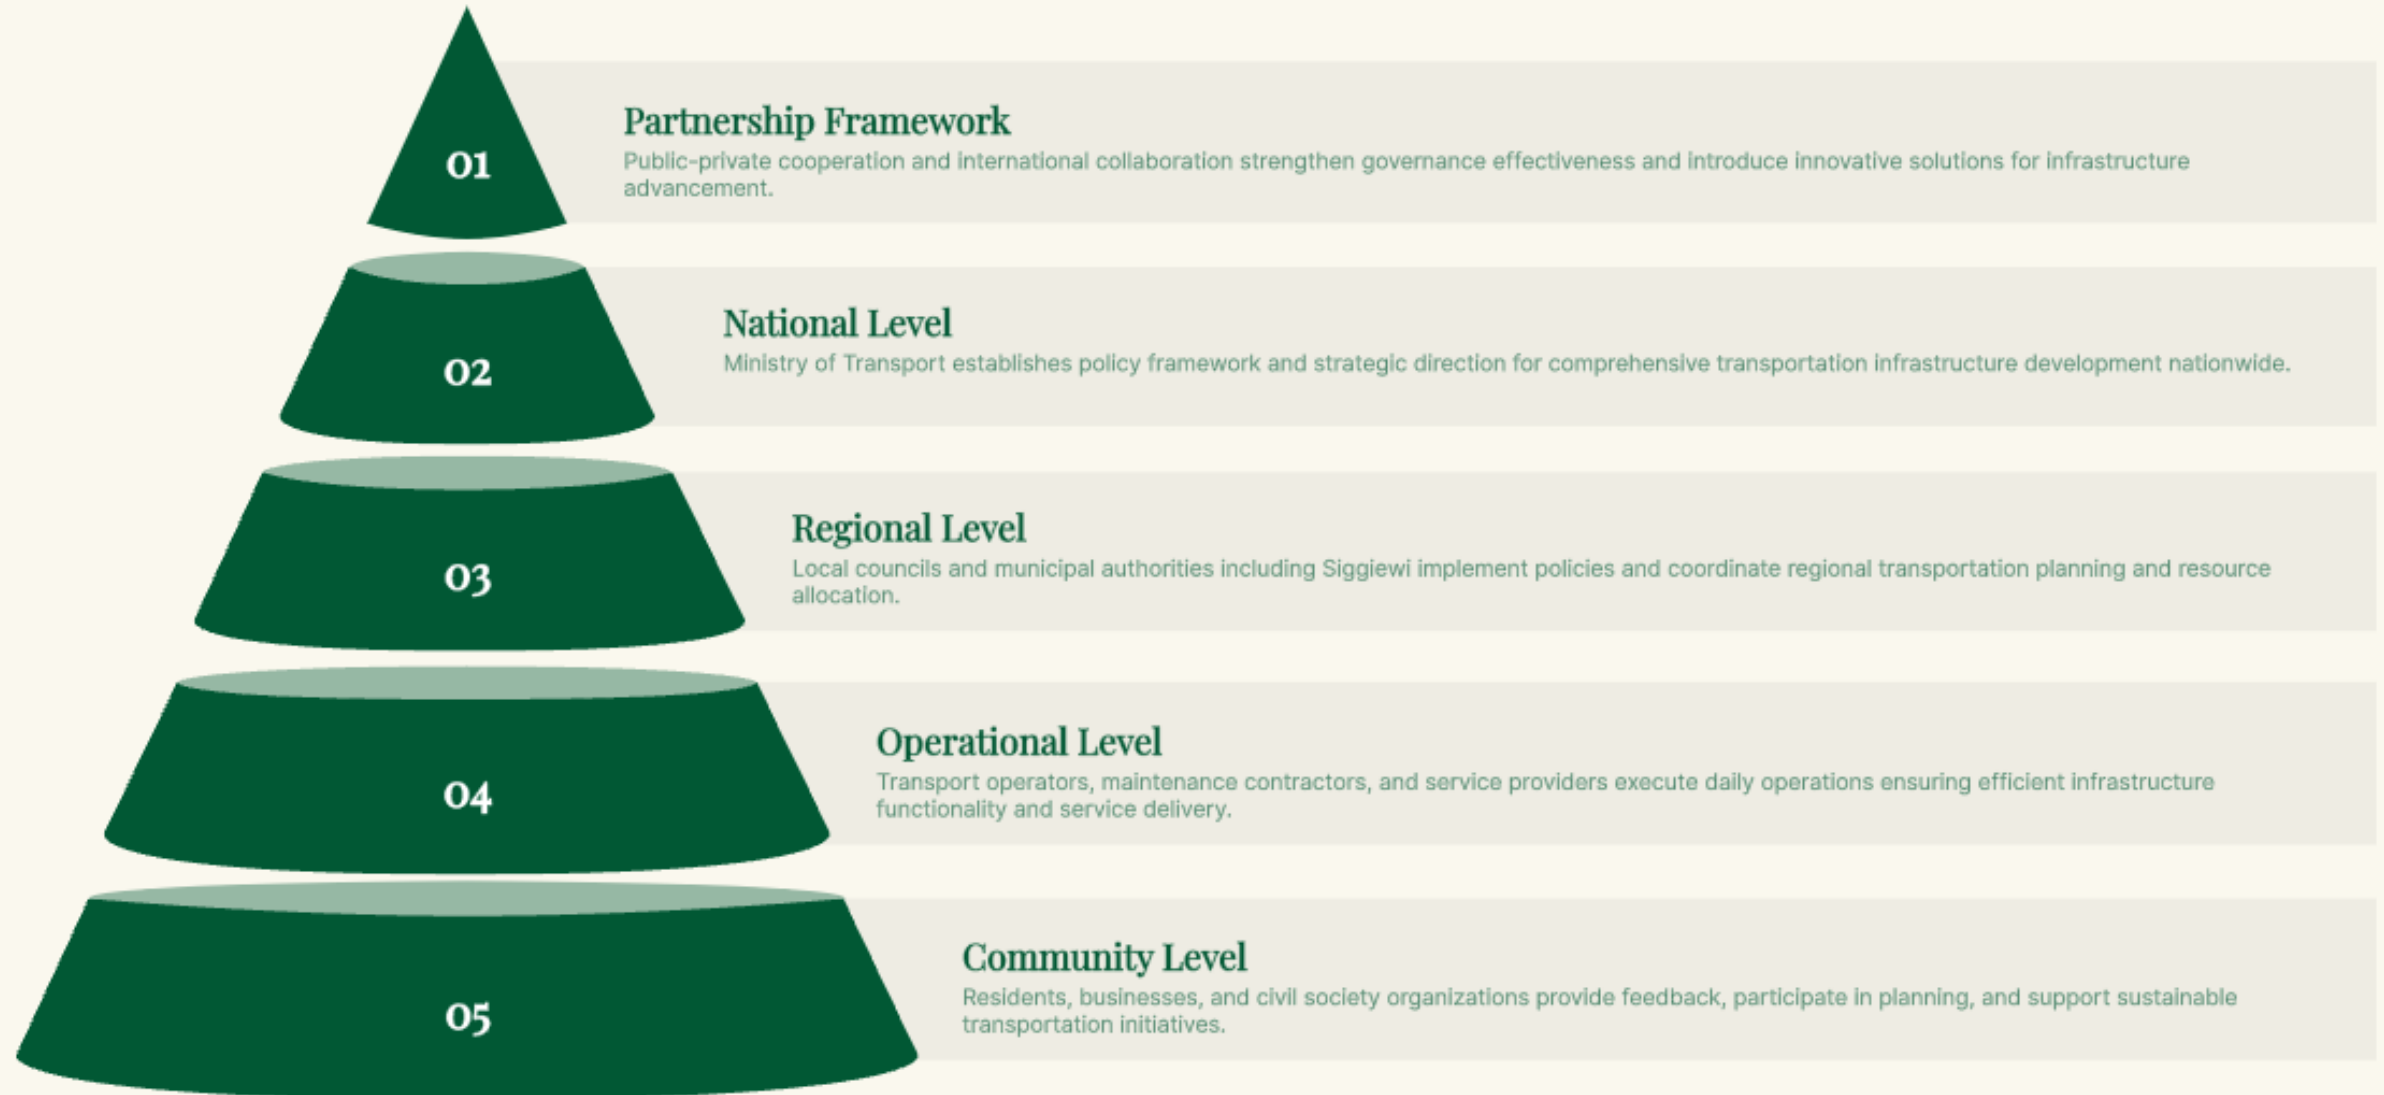 01
Partnership Framework
Public-private cooperation and international collaboration strengthen governance effectiveness and introduce innovative solutions for infrastructure
advancement.
02
National Level
Ministry of Transport establishes policy framework and strategic direction for comprehensive transportation infrastructure development nationwide.
03
Regional Level
Local councils and municipal authorities including Siggiewi implement policies and coordinate regional transportation planning and resource
allocation.
04
Operational Level
Transport operators, maintenance contractors, and service providers execute daily operations ensuring efficient infrastructure
functionality and service delivery.
05
Community Level
Residents, businesses, and civil society organizations provide feedback, participate in planning, and support sustainable
transportation initiatives.